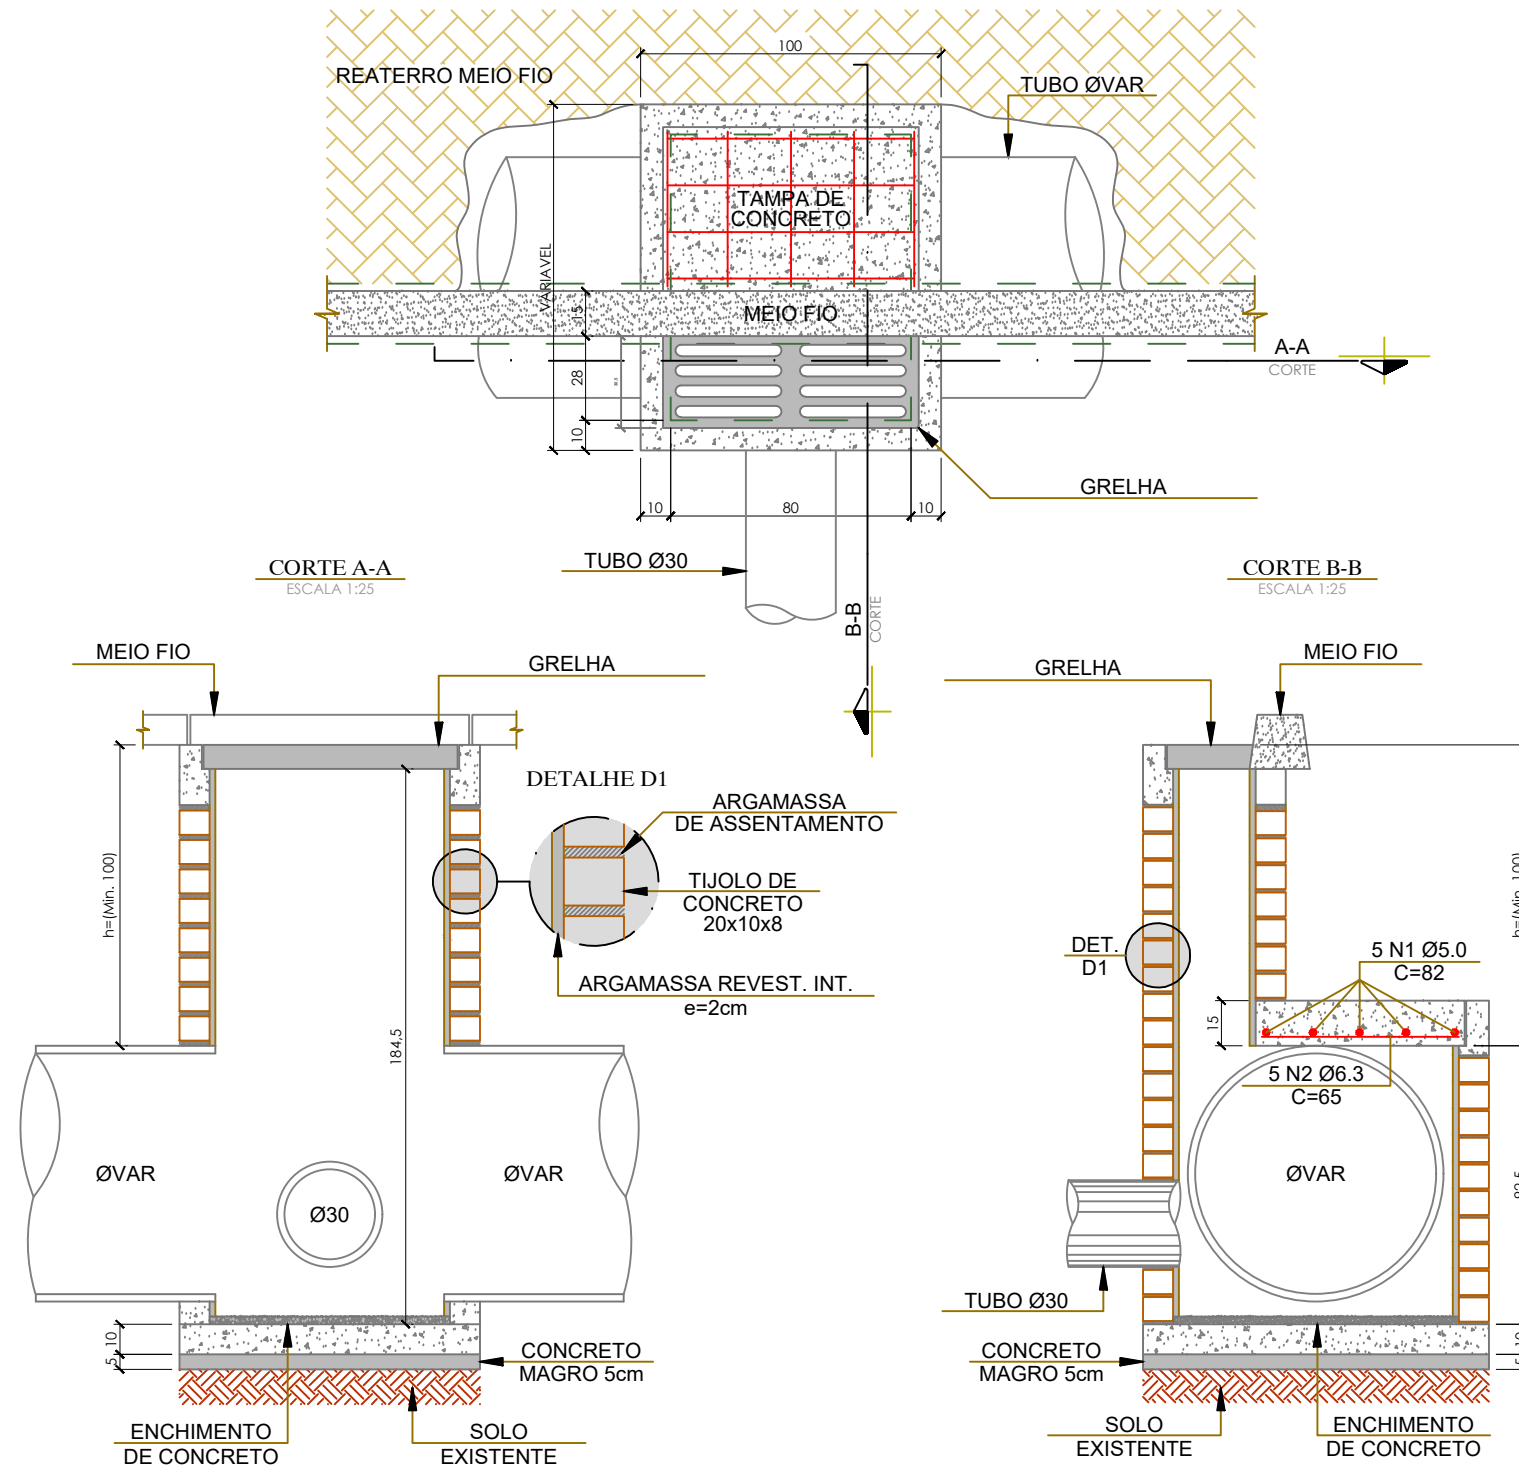 100
REATERRO MEIO FIO
TUBO ØVAR
TAMPA DE
CONCRETO
VARIAVEL
15
MEIO FIO
A-A
CORTE
28
10
GRELHA
10
80
10
TUBO Ø30
B-B
CORTE
CORTE A-A
ESCALA 1:25
CORTE B-B
ESCALA 1:25
MEIO FIO
GRELHA
h=(Min. 100)
184,5
DETALHE D1
ARGAMASSA
DE ASSENTAMENTO
TIJOLO DE
CONCRETO
20x10x8
ARGAMASSA REVEST. INT.
e=2cm
ØVAR
Ø30
ØVAR
10
5
CONCRETO
MAGRO 5cm
ENCHIMENTO
DE CONCRETO
SOLO
EXISTENTE
GRELHA
MEIO FIO
h=(Min. 100)
DET.
D1
5 N1 Ø5.0
C=82
15
5 N2 Ø6.3
C=65
ØVAR
TUBO Ø30
10
5
CONCRETO
MAGRO 5cm
SOLO
EXISTENTE
ENCHIMENTO
DE CONCRETO